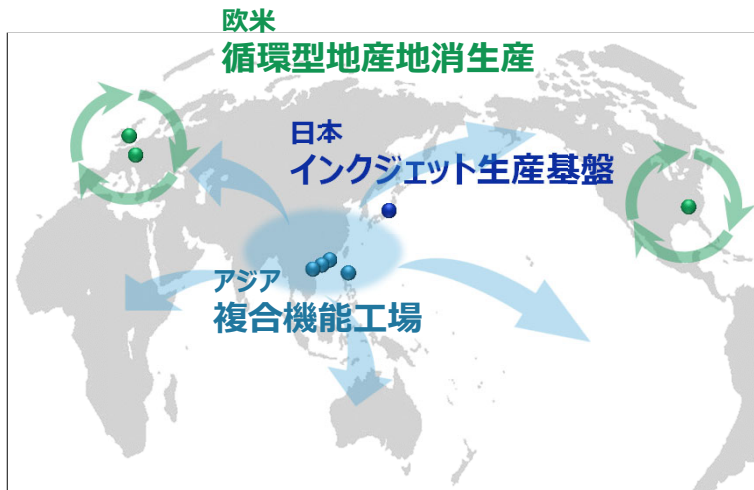 欧米
循環型地産地消生産
日本
インクジェット生産基盤
アジア
複合機能工場